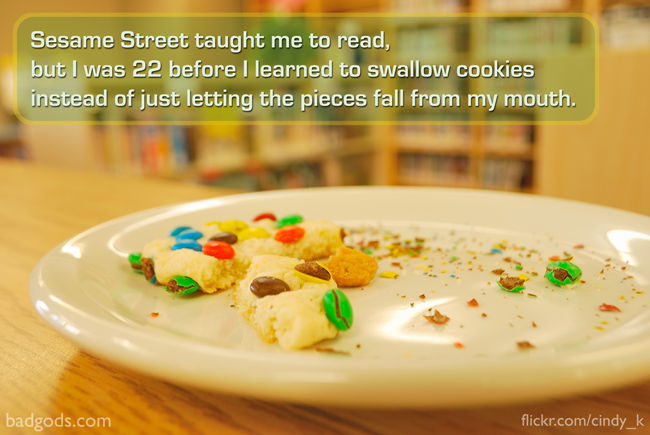 Sesame Street taught me to read,
but I was 22 before I learned to swallow cookies
instead of just letting the pieces fall from my mouth.
badgods.com
flickr.com/cindy_k